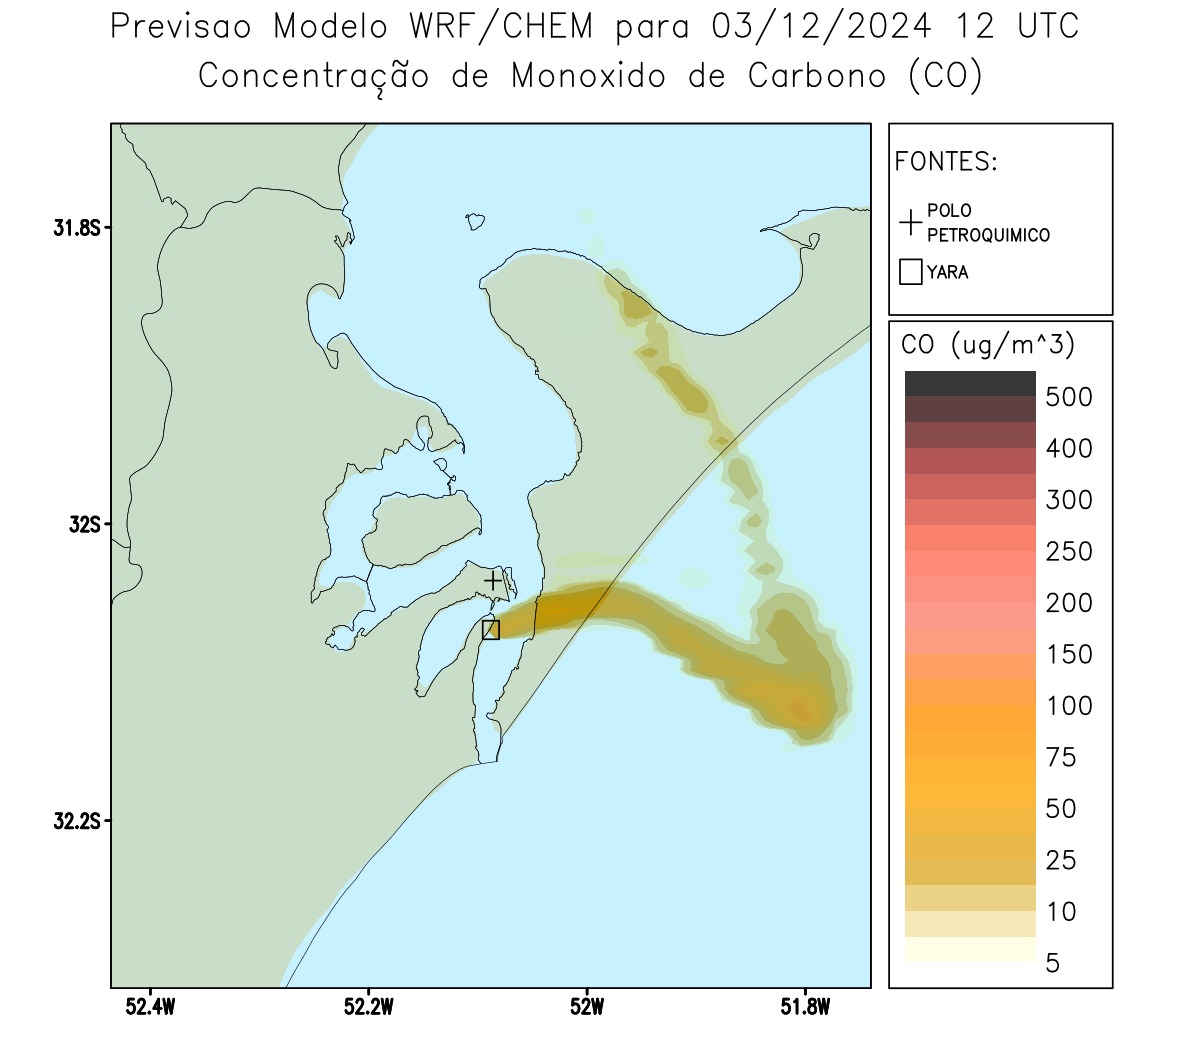 Previsao Modelo WRF/CHEM para 03/12/2024 12 UTC
Concentração de Monoxido de Carbono (CO)
FONTES:
POLO
PETROQUIMICO
YARA
CO (ug/m^3)
500
400
300
250
200
150
100
75
50
25
10
5
31.8S
32S
32.2S
52.4W
52.2W
52W
51.8W